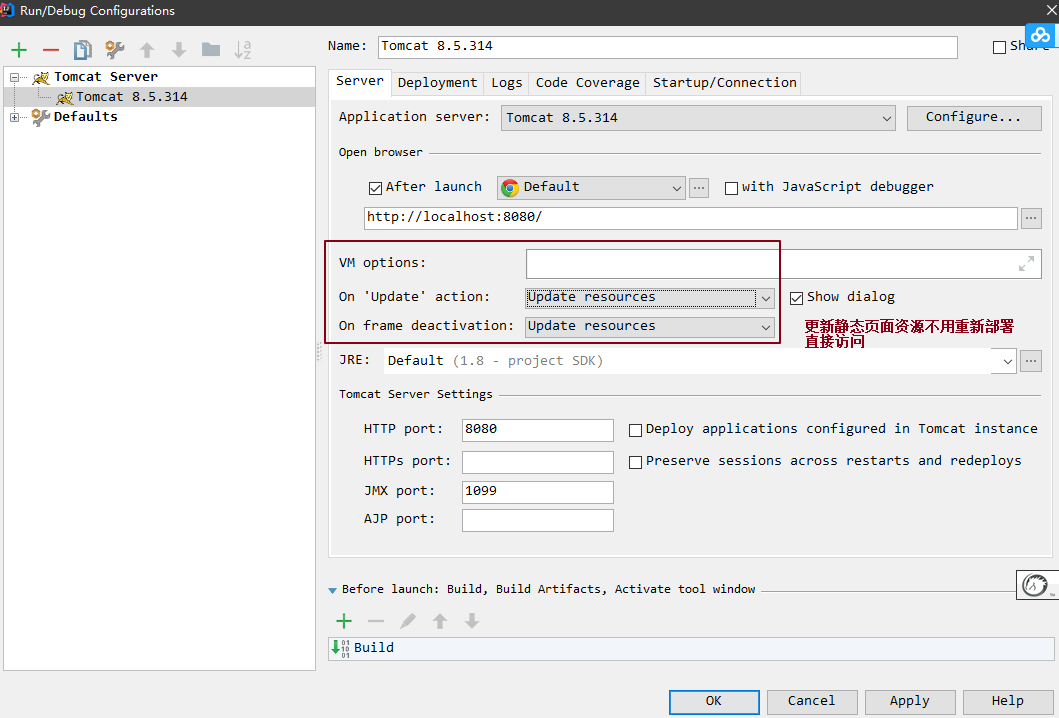 Run/Debug Configurations
Name: Tomcat 8.5.314
Tomcat Server
Tomcat 8.5.314
Defaults
Server Deployment Logs Code Coverage Startup/Connection
Application server: Tomcat 8.5.314 Configure...
Open browser
After launch Default ... with JavaScript debugger
http://localhost:8080/ ...
VM options:
On 'Update' action: Update resources Show dialog
On frame deactivation: Update resources
更新静态页面资源不用重新部署
直接访问
JRE: Default (1.8 - project SDK) ...
Tomcat Server Settings
HTTP port: 8080 Deploy applications configured in Tomcat instance
HTTPs port: Preserve sessions across restarts and redeploys
JMX port: 1099
AJP port:
Before launch: Build, Build Artifacts, Activate tool window
Build
OK Cancel Apply Help